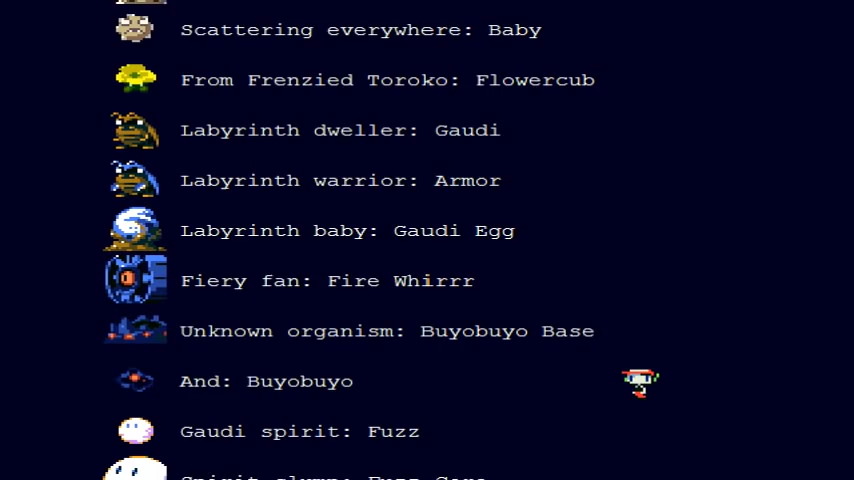 Scattering everywhere: Baby
From Frenzied Toroko: Flowercub
Labyrinth dweller: Gaudi
Labyrinth warrior: Armor
Labyrinth baby: Gaudi Egg
Fiery fan: Fire Whirrr
Unknown organism: Buyobuyo Base
And: Buyobuyo
Gaudi spirit: Fuzz